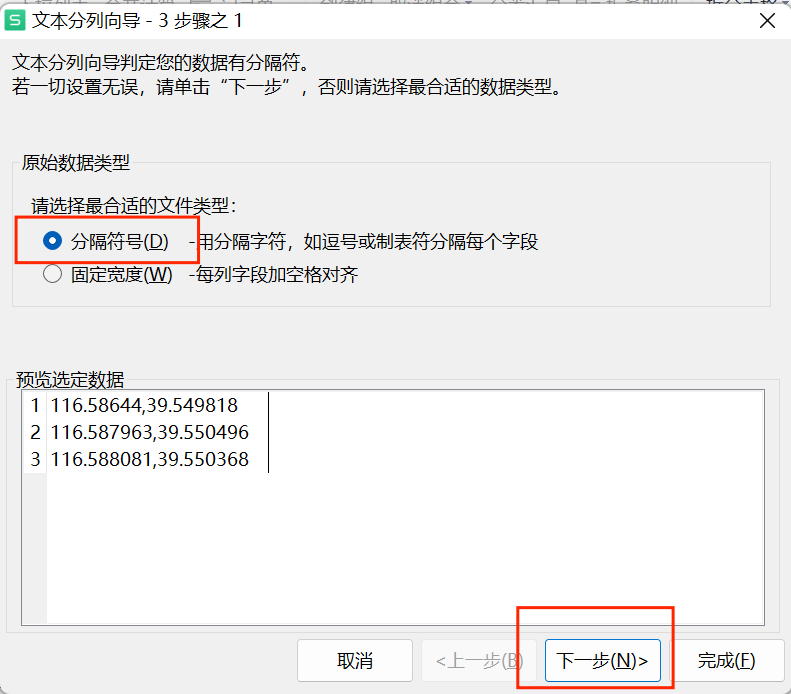 S 文本分列向导 - 3 步骤之 1
文本分列向导判定您的数据有分隔符。
若一切设置无误，请单击“下一步”，否则请选择最合适的数据类型。
原始数据类型
请选择最合适的文件类型：
分隔符号(D) -用分隔字符，如逗号或制表符分隔每个字段
固定宽度(W) -每列字段加空格对齐
预览选定数据
1 116.58644,39.549818
2 116.587963,39.550496
3 116.588081,39.550368
取消 <上一步(B) 下一步(N)> 完成(F)